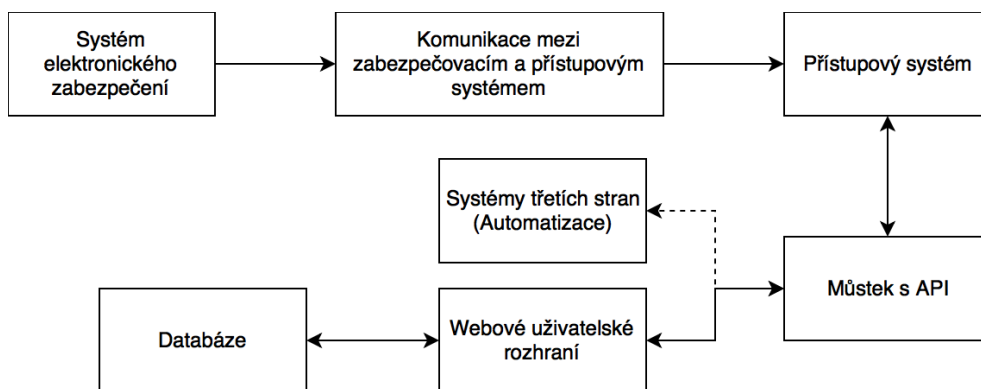 Systém
elektronického
zabezpečení
Komunikace mezi
zabezpečovacím a přístupovým
systémem
Přístupový systém
Systémy třetích stran
(Automatizace)
Můstek s API
Databáze
Webové uživatelské
rozhraní